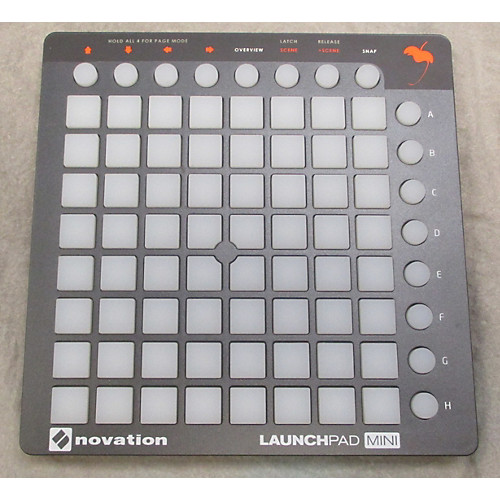 HOLD ALL 4 FOR PAGE MODE
LATCH
RELEASE
OVERVIEW
SCENE
+SCENE
SNAP
A
B
C
D
E
F
G
H
novation
LAUNCHPAD MINI